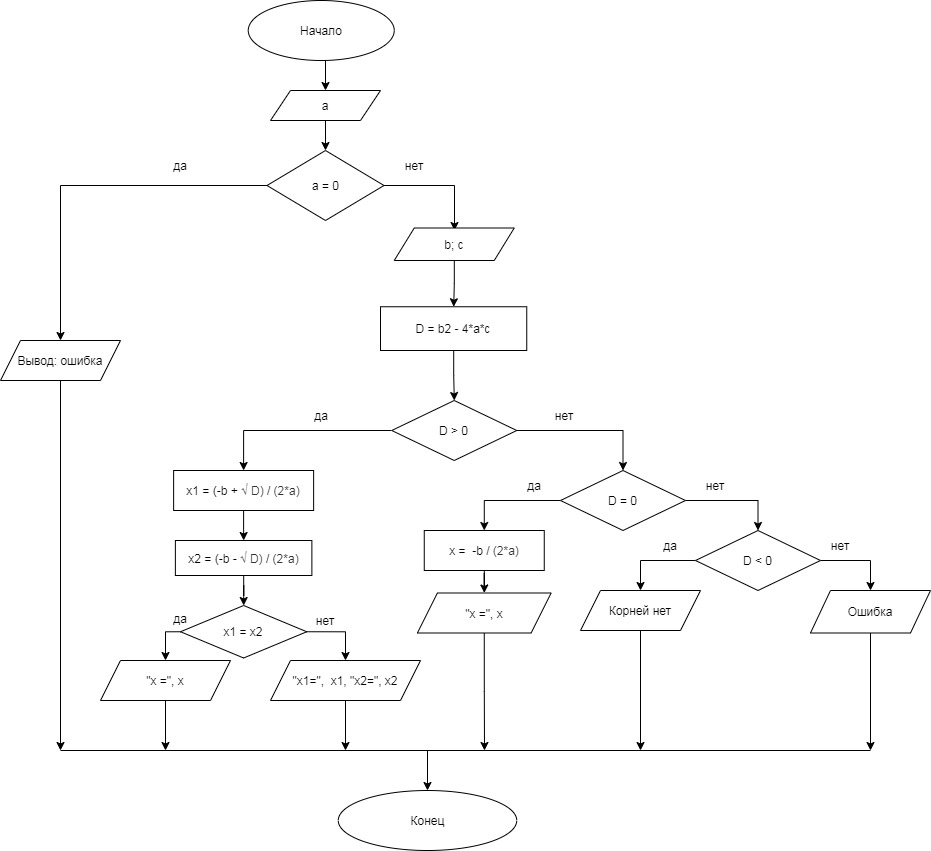 Начало
a
да
нет
a = 0
b; c
D = b2 - 4*a*c
Вывод: ошибка
да
нет
D > 0
x1 = (-b + √ D) / (2*a)
да
нет
D = 0
x2 = (-b - √ D) / (2*a)
x = -b / (2*a)
да
нет
D < 0
"x =", x
Корней нет
Ошибка
да
нет
x1 = x2
"x =", x
"x1=", x1, "x2=", x2
Конец